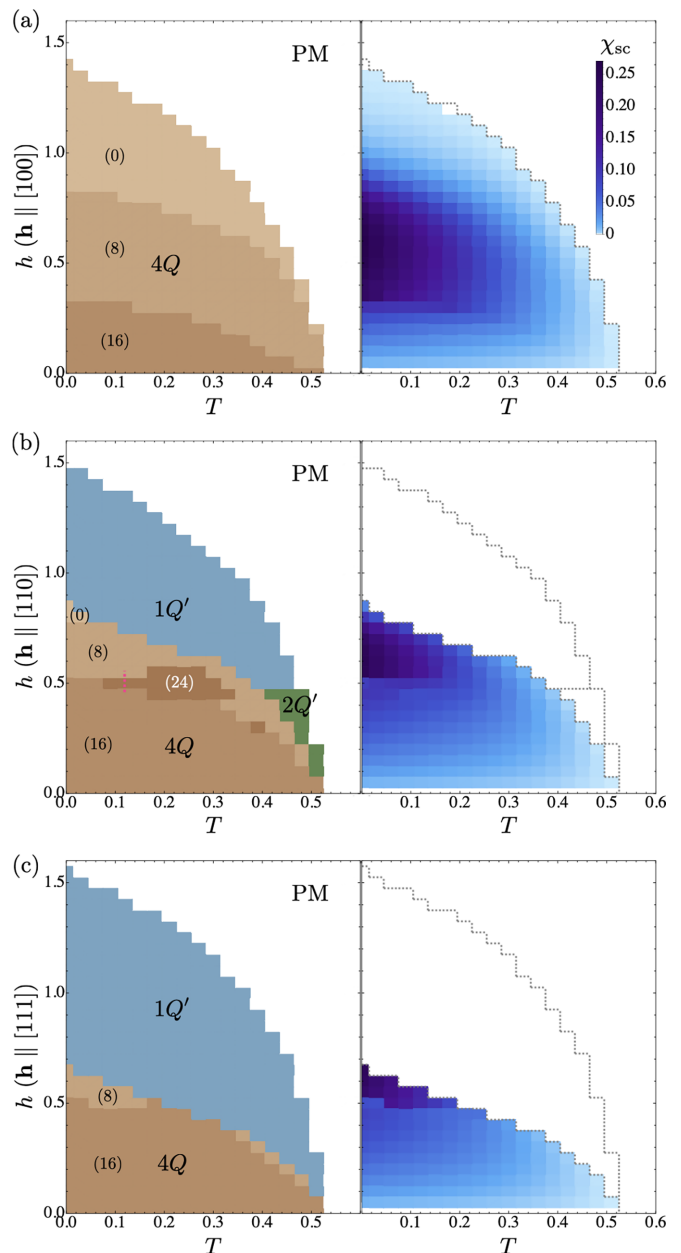 (a)
1.5
1.0
0.5
0.0
h (h || [100])
PM
(0)
(8)
4Q
(16)
0.0 0.1 0.2 0.3 0.4 0.5
T
χsc
0.25
0.20
0.15
0.10
0.05
0
0.1 0.2 0.3 0.4 0.5 0.6
T
(b)
1.5
1.0
0.5
0.0
h (h || [110])
PM
1Q′
(0)
(8)
(24)
2Q′
(16)
4Q
0.0 0.1 0.2 0.3 0.4 0.5
T
0.1 0.2 0.3 0.4 0.5 0.6
T
(c)
1.5
1.0
0.5
0.0
h (h || [111])
PM
1Q′
(8)
(16)
4Q
0.0 0.1 0.2 0.3 0.4 0.5
T
0.1 0.2 0.3 0.4 0.5 0.6
T